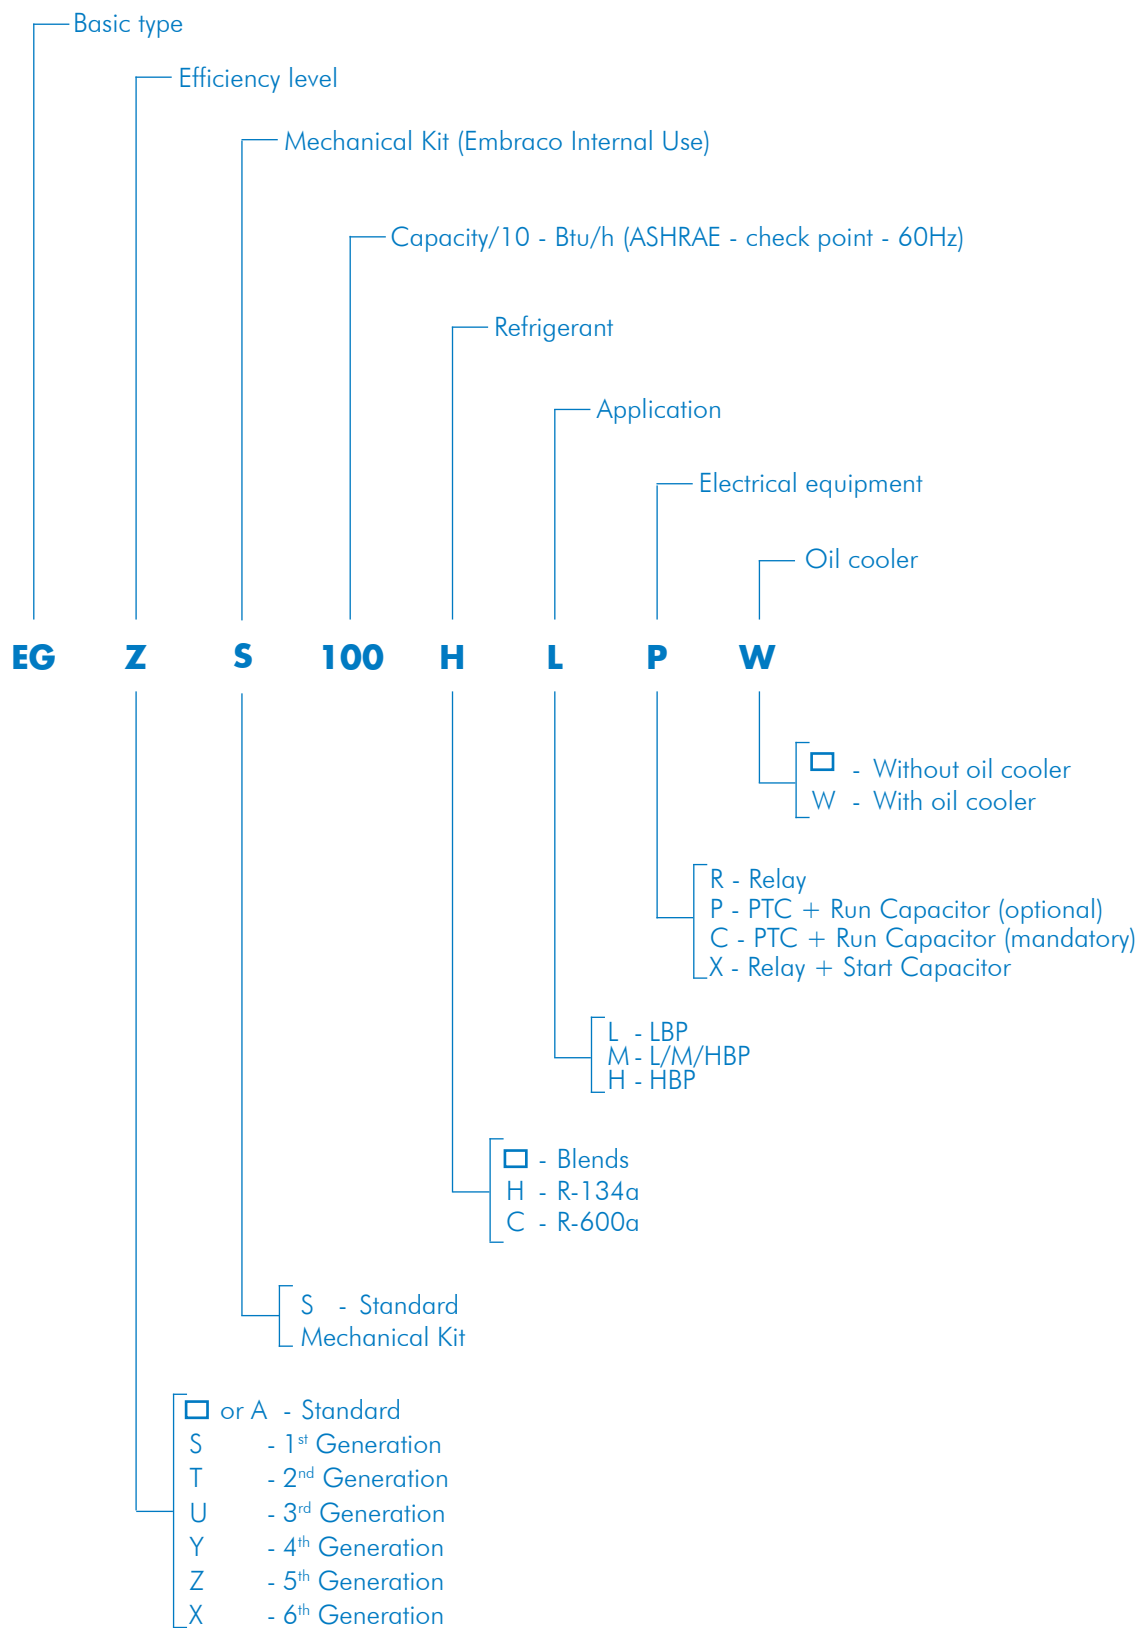 Basic type
Efficiency level
Mechanical Kit (Embraco Internal Use)
Capacity/10 - Btu/h (ASHRAE - check point - 60Hz)
Refrigerant
Application
Electrical equipment
Oil cooler
EG Z S 100 H L P W
□ - Without oil cooler
W - With oil cooler
R - Relay
P - PTC + Run Capacitor (optional)
C - PTC + Run Capacitor (mandatory)
X - Relay + Start Capacitor
L - LBP
M - L/M/HBP
H - HBP
□ - Blends
H - R-134a
C - R-600a
S - Standard
Mechanical Kit
□ or A - Standard
S - 1st Generation
T - 2nd Generation
U - 3rd Generation
Y - 4th Generation
Z - 5th Generation
X - 6th Generation